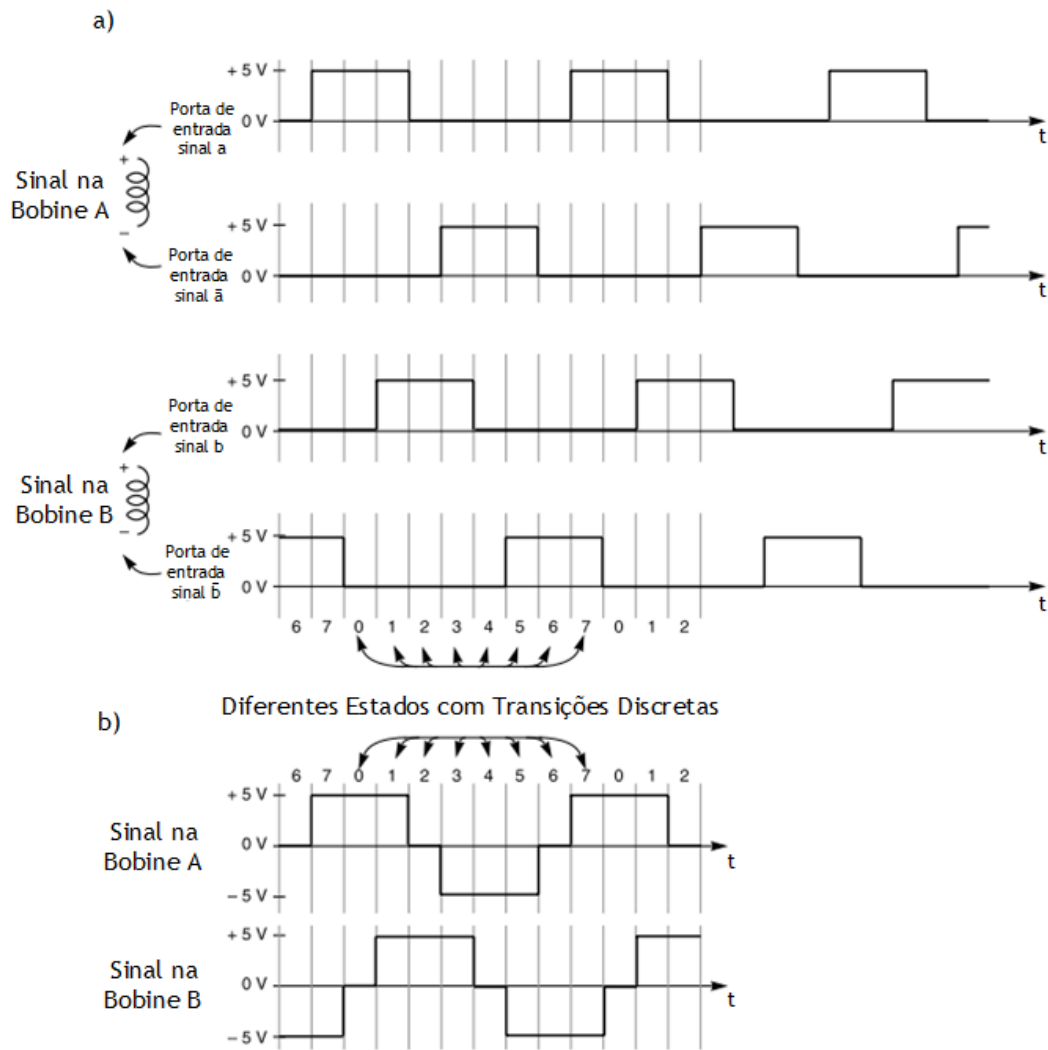 a)
+ 5 V
0 V
t
Porta de
entrada
sinal a
+
Sinal na
Bobine A
–
Porta de
entrada
sinal ā
+ 5 V
0 V
t
+ 5 V
0 V
t
Porta de
entrada
sinal b
+
Sinal na
Bobine B
–
Porta de
entrada
sinal b̄
+ 5 V
0 V
t
6 7 0 1 2 3 4 5 6 7 0 1 2
Diferentes Estados com Transições Discretas
b)
6 7 0 1 2 3 4 5 6 7 0 1 2
Sinal na
Bobine A
+ 5 V
0 V
– 5 V
t
Sinal na
Bobine B
+ 5 V
0 V
– 5 V
t